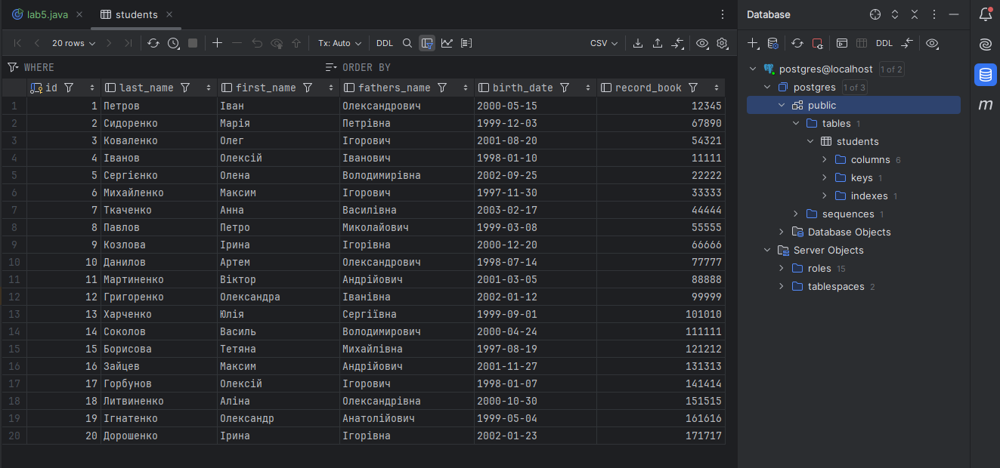 lab5.java students
20 rows Tx: Auto DDL CSV
WHERE ORDER BY
id last_name first_name fathers_name birth_date record_book
1 1 Петров Іван Олександрович 2000-05-15 12345
2 2 Сидоренко Марія Петрівна 1999-12-03 67890
3 3 Коваленко Олег Ігорович 2001-08-20 54321
4 4 Іванов Олексій Іванович 1998-01-10 11111
5 5 Сергієнко Олена Володимирівна 2002-09-25 22222
6 6 Михайленко Максим Ігорович 1997-11-30 33333
7 7 Ткаченко Анна Василівна 2003-02-17 44444
8 8 Павлов Петро Миколайович 1999-03-08 55555
9 9 Козлова Ірина Ігорівна 2000-12-20 66666
10 10 Данилов Артем Олександрович 1998-07-14 77777
11 11 Мартиненко Віктор Андрійович 2001-03-05 88888
12 12 Григоренко Олександра Іванівна 2002-01-12 99999
13 13 Харченко Юлія Сергіївна 1999-09-01 101010
14 14 Соколов Василь Володимирович 2000-04-24 111111
15 15 Борисова Тетяна Михайлівна 1997-08-19 121212
16 16 Зайцев Максим Андрійович 2001-11-27 131313
17 17 Горбунов Олексій Ігорович 1998-01-07 141414
18 18 Литвиненко Аліна Олександрівна 2000-10-30 151515
19 19 Ігнатенко Олександр Анатолійович 1999-05-04 161616
20 20 Дорошенко Ірина Ігорівна 2002-01-23 171717
Database
DDL
postgres@localhost 1 of 2
postgres 1 of 3
public
tables 1
students
columns 6
keys 1
indexes 1
sequences 1
Database Objects
Server Objects
roles 15
tablespaces 2
m